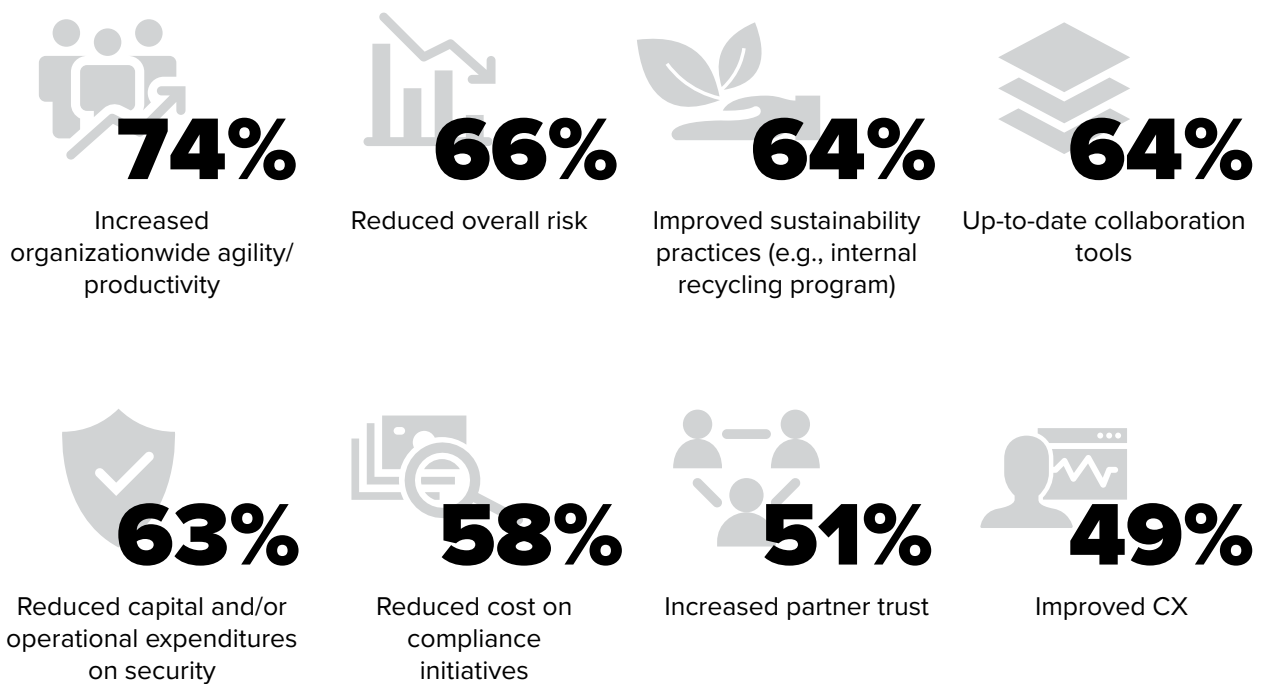 74%
Increased
organizationwide agility/
productivity
66%
Reduced overall risk
64%
Improved sustainability
practices (e.g., internal
recycling program)
64%
Up-to-date collaboration
tools
63%
Reduced capital and/or
operational expenditures
on security
58%
Reduced cost on
compliance
initiatives
51%
Increased partner trust
49%
Improved CX